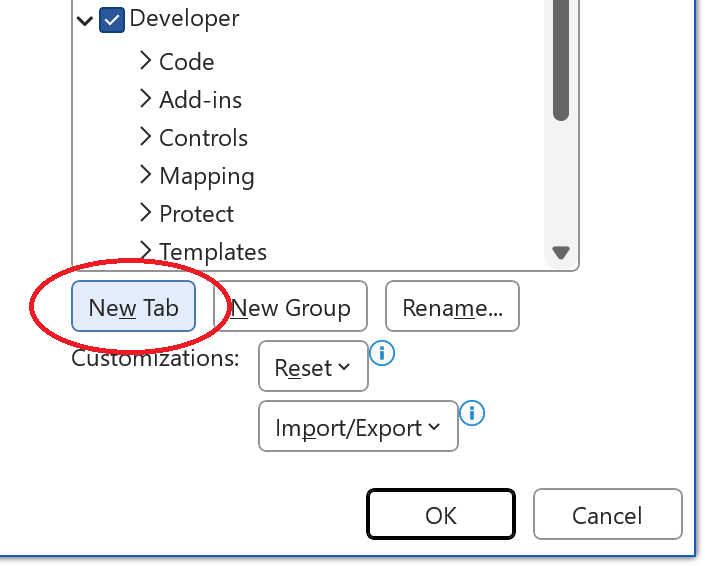 Developer
Code
Add-ins
Controls
Mapping
Protect
Templates
New Tab New Group Rename...
Customizations: Reset
Import/Export
OK Cancel